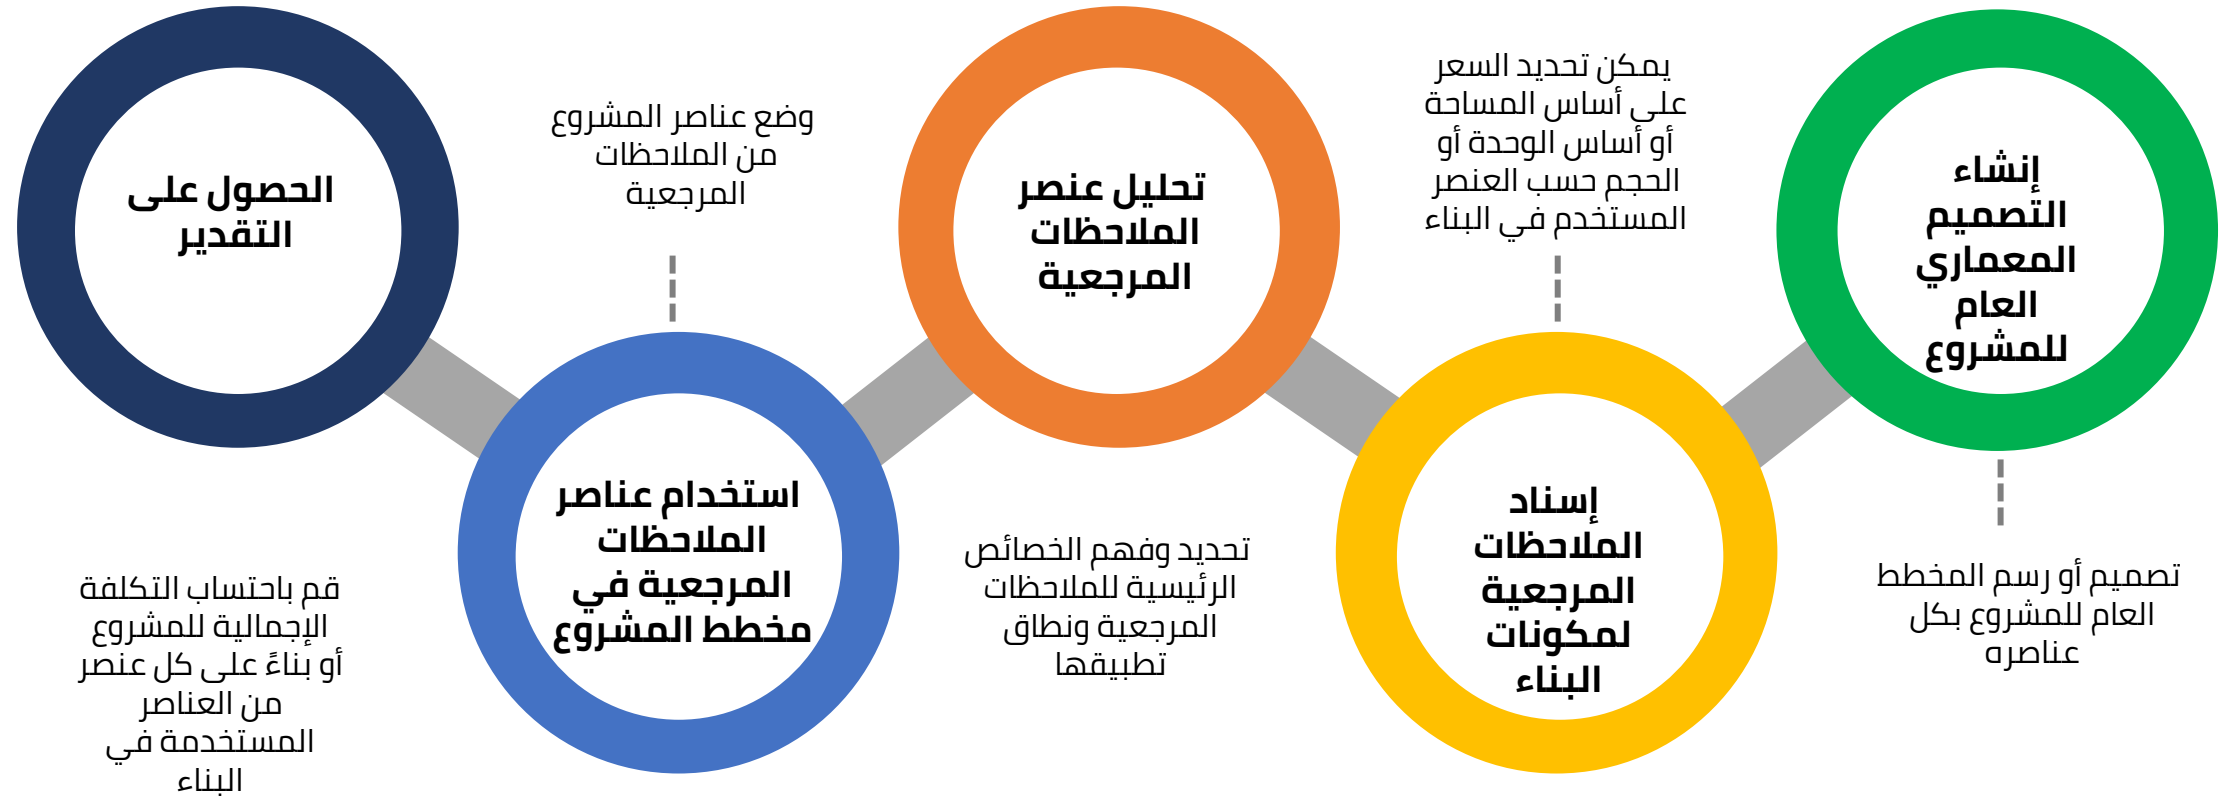 إنشاء
التصميم
المعماري
العام
للمشروع
تصميم أو رسم المخطط
العام للمشروع بكل
عناصره
يمكن تحديد السعر
على أساس المساحة
أو أساس الوحدة أو
الحجم حسب العنصر
المستخدم في البناء
إسناد
الملاحظات
المرجعية
لمكونات
البناء
تحليل عنصر
الملاحظات
المرجعية
تحديد وفهم الخصائص
الرئيسية للملاحظات
المرجعية ونطاق
تطبيقها
وضع عناصر المشروع
من الملاحظات
المرجعية
استخدام عناصر
الملاحظات
المرجعية في
مخطط المشروع
الحصول على
التقدير
قم باحتساب التكلفة
الإجمالية للمشروع
أو بناءً على كل عنصر
من العناصر
المستخدمة في
البناء